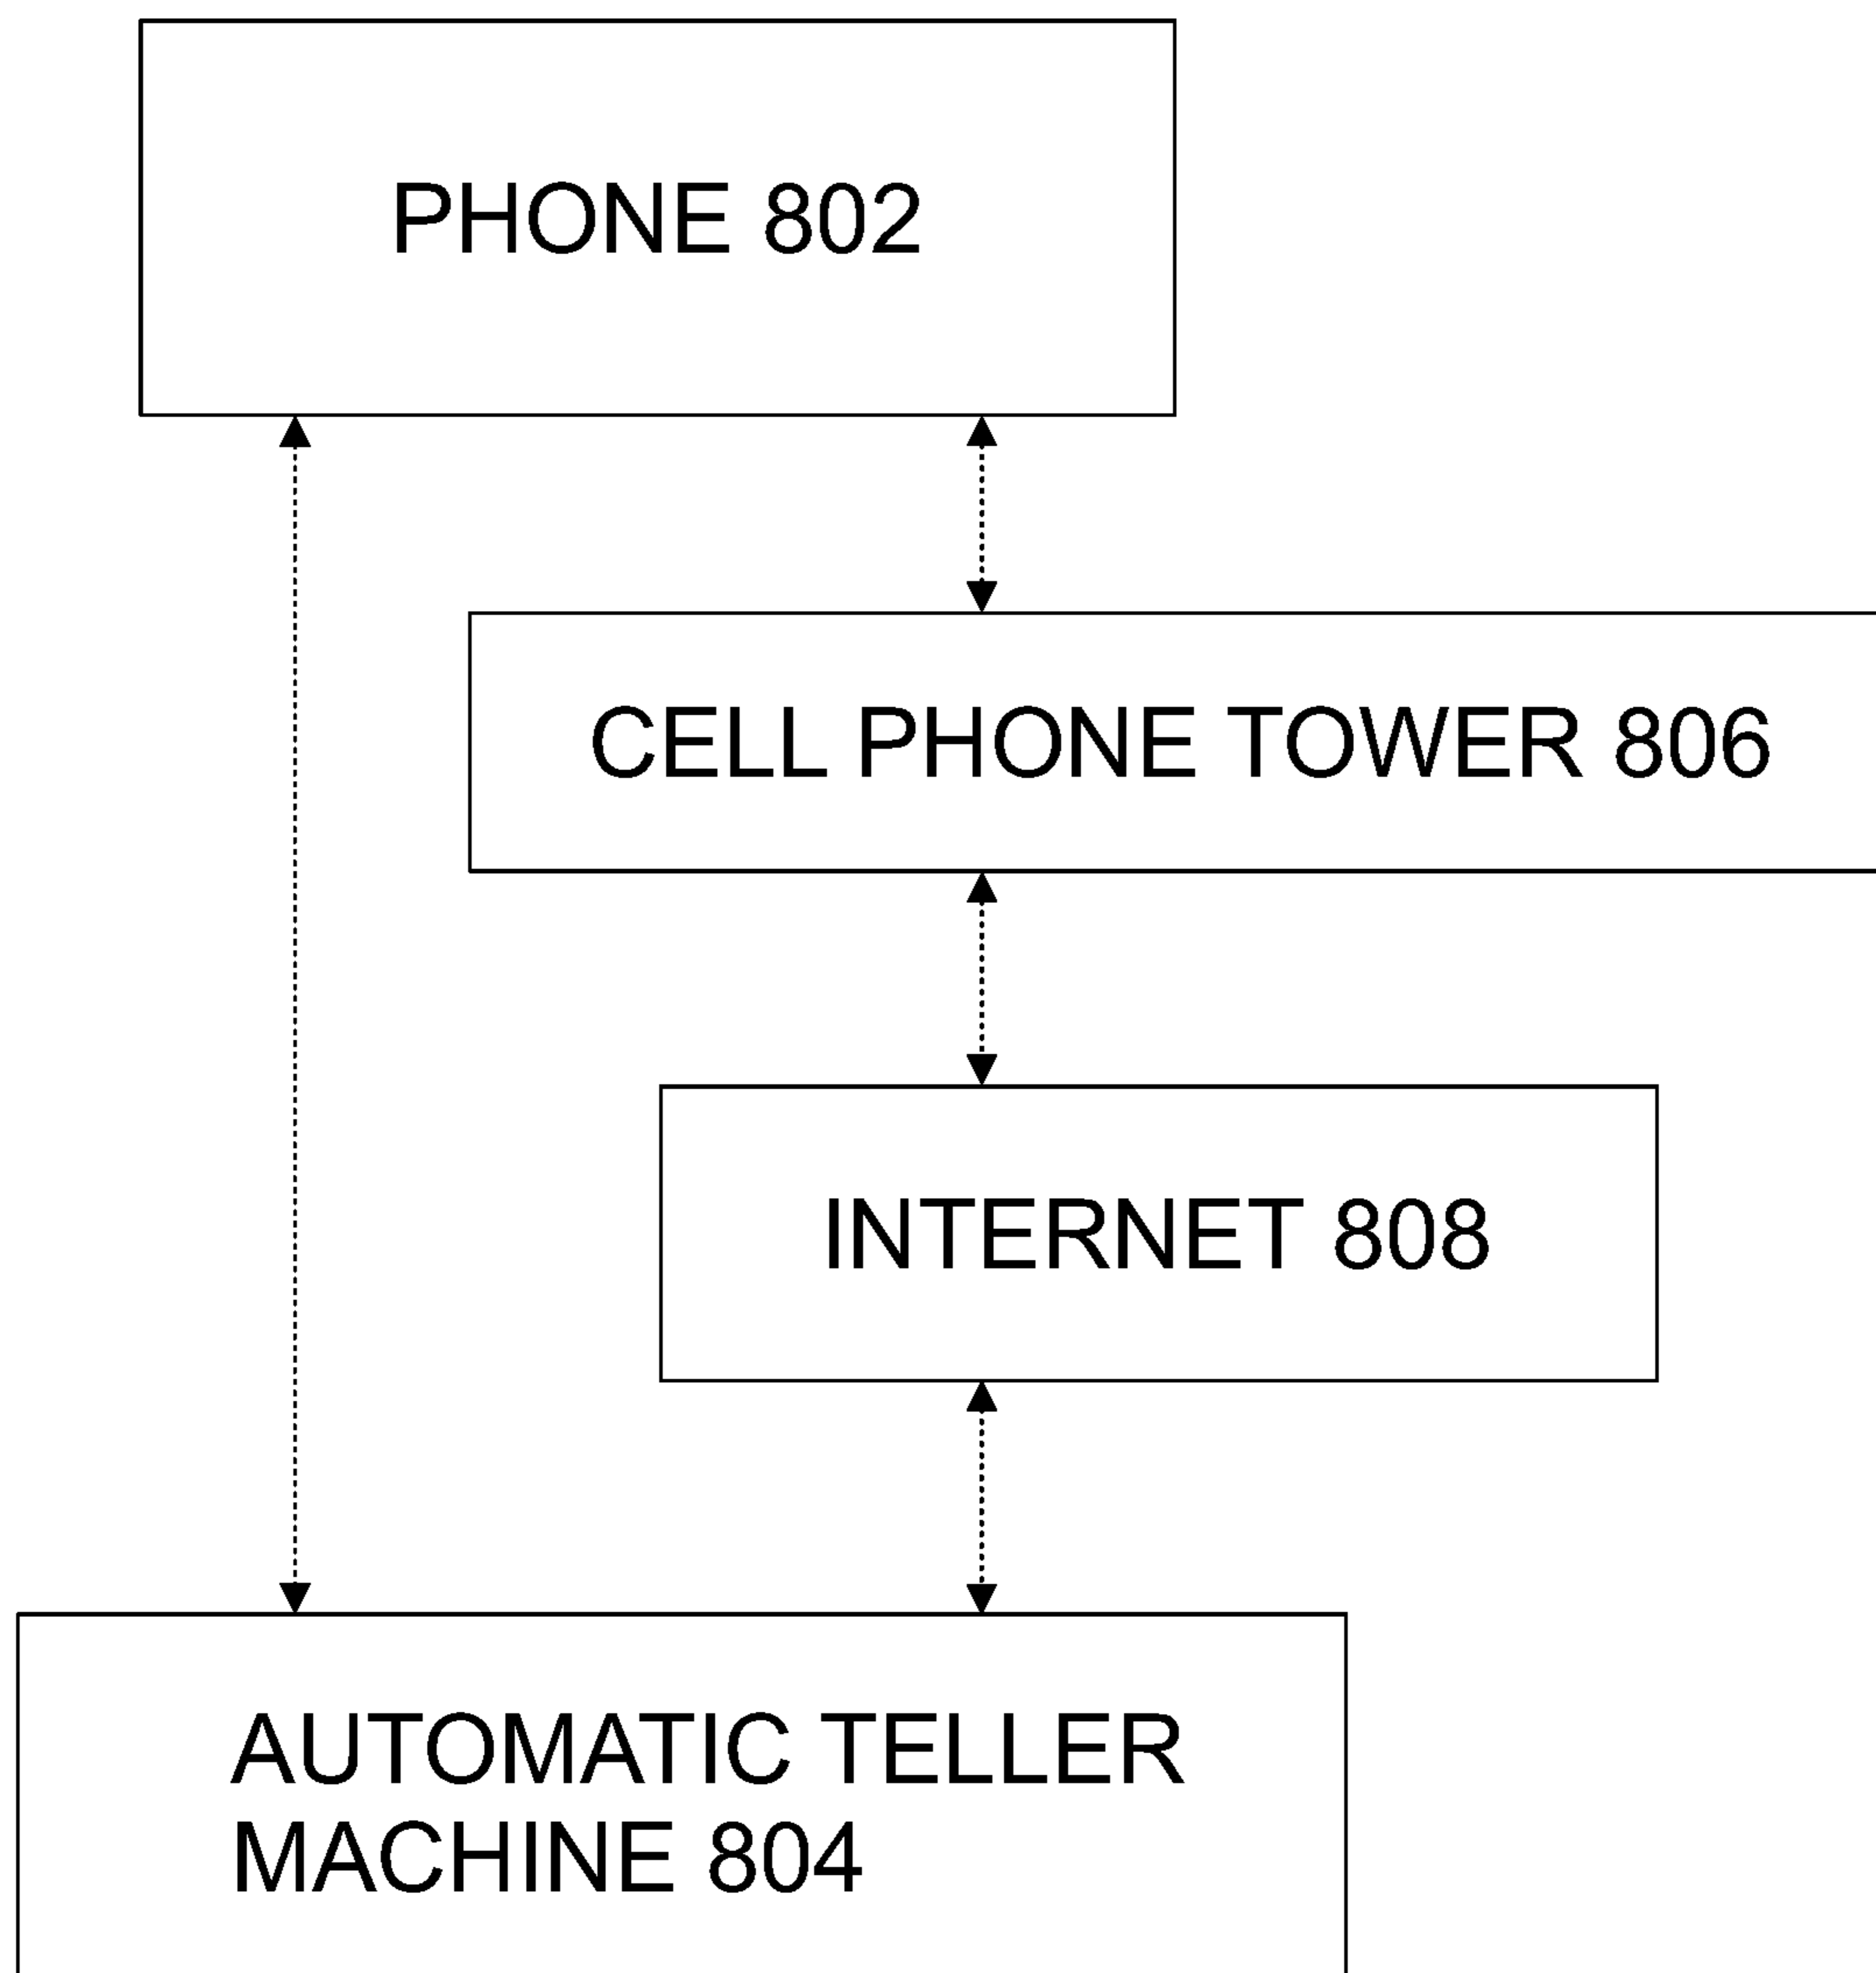 PHONE 802
CELL PHONE TOWER 806
INTERNET 808
AUTOMATIC TELLER
MACHINE 804